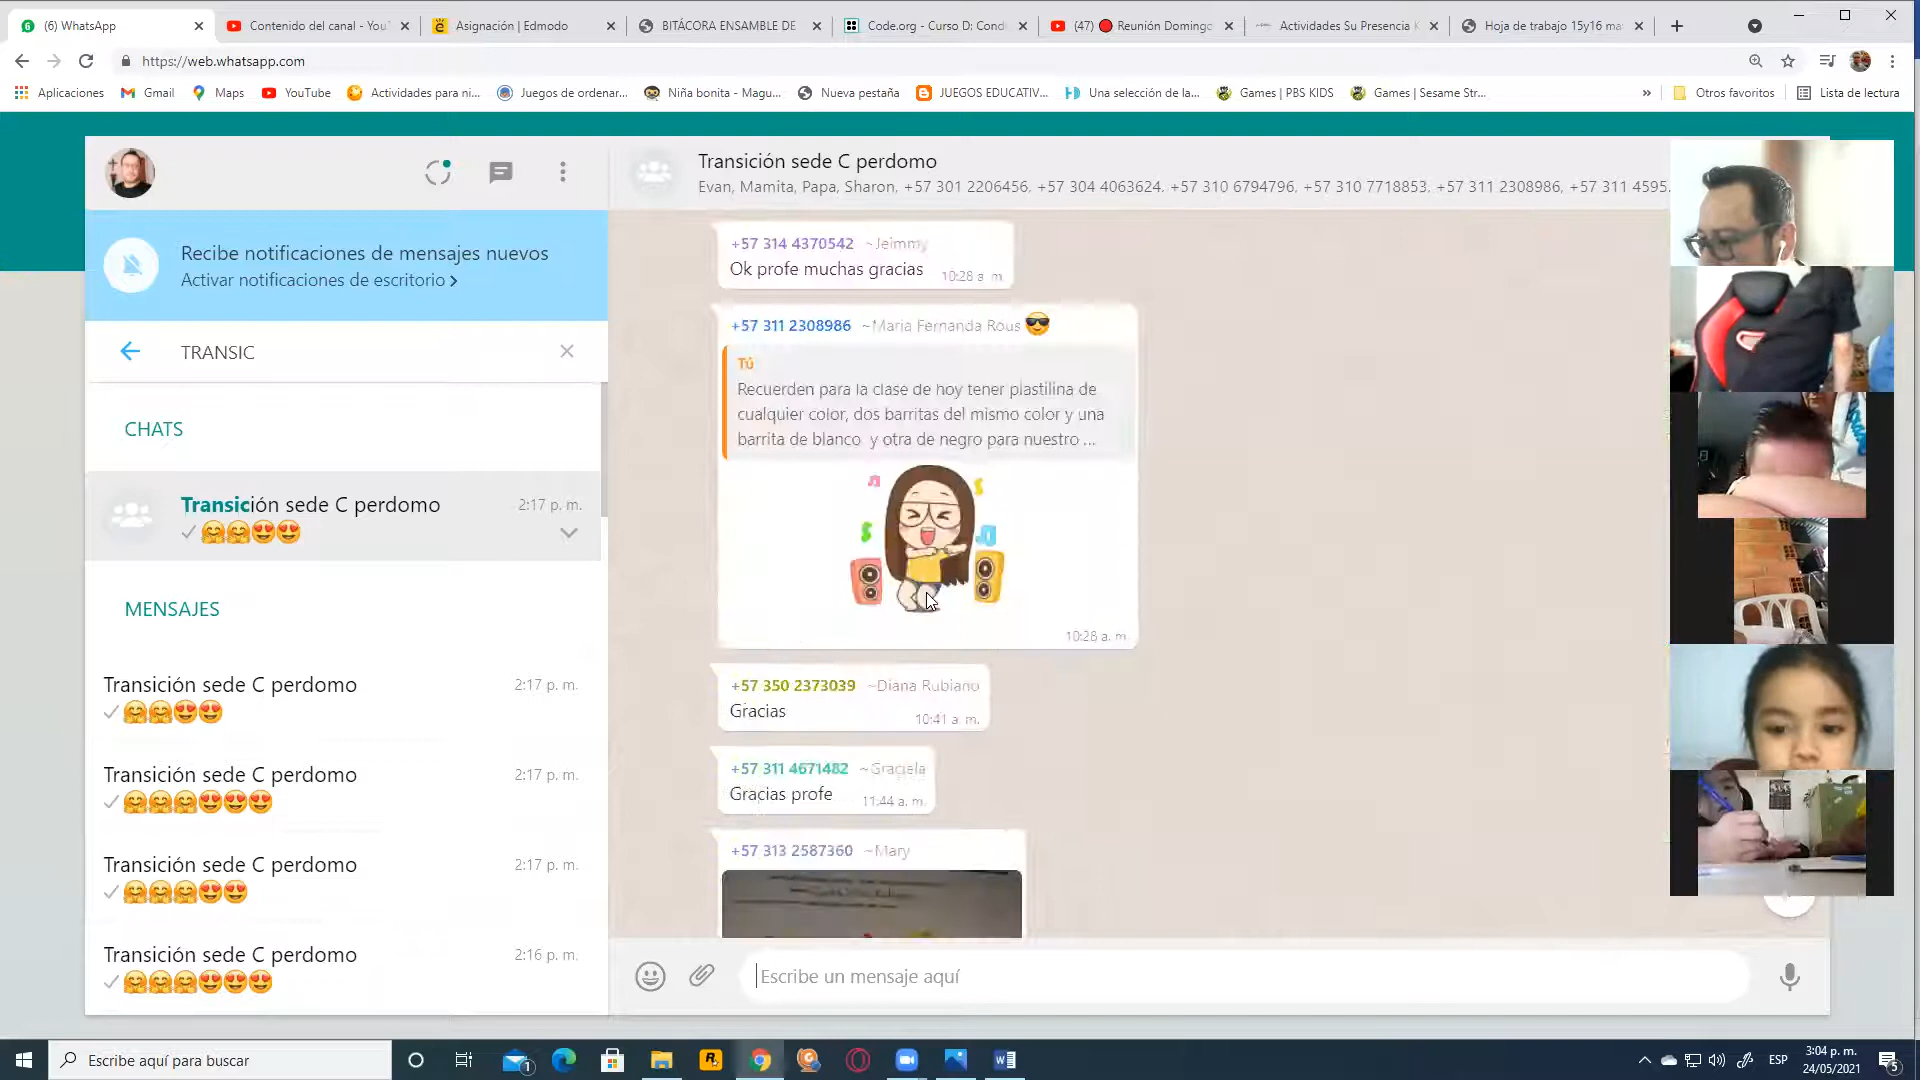 (6) WhatsApp
Contenido del canal - You
Asignación | Edmodo
BITÁCORA ENSAMBLE DE
Code.org - Curso D: Cond
(47) Reunión Domingo
Actividades Su Presencia K
Hoja de trabajo 15y16 ma
https://web.whatsapp.com
Aplicaciones
Gmail
Maps
YouTube
Actividades para ni...
Juegos de ordenar...
Niña bonita - Magu...
Nueva pestaña
JUEGOS EDUCATIV...
Una selección de la...
Games | PBS KIDS
Games | Sesame Str...
Otros favoritos
Lista de lectura
Recibe notificaciones de mensajes nuevos
Activar notificaciones de escritorio
TRANSIC
CHATS
Transición sede C perdomo 2:17 p. m.
🤗🤗😍😍
MENSAJES
Transición sede C perdomo 2:17 p. m.
🤗🤗😍😍
Transición sede C perdomo 2:17 p. m.
🤗🤗🤗😍😍😍
Transición sede C perdomo 2:17 p. m.
🤗🤗🤗😍😍
Transición sede C perdomo 2:16 p. m.
🤗🤗🤗😍😍😍
Transición sede C perdomo
Evan, Mamita, Papa, Sharon, +57 301 2206456, +57 304 4063624, +57 310 6794796, +57 310 7718853, +57 311 2308986, +57 311 4595.
+57 314 4370542 ~Jeimmy
Ok profe muchas gracias 10:28 a. m.
+57 311 2308986 ~Maria Fernanda Rous 😎
Tú
Recuerden para la clase de hoy tener plastilina de
cualquier color, dos barritas del mismo color y una
barrita de blanco y otra de negro para nuestro ...
10:28 a. m.
+57 350 2373039 ~Diana Rubiano
Gracias 10:41 a. m.
+57 311 4671482 ~Graciela
Gracias profe 11:44 a. m.
+57 313 2587360 ~Mary
Escribe un mensaje aquí
Escribe aquí para buscar
ESP
3:04 p. m.
24/05/2021